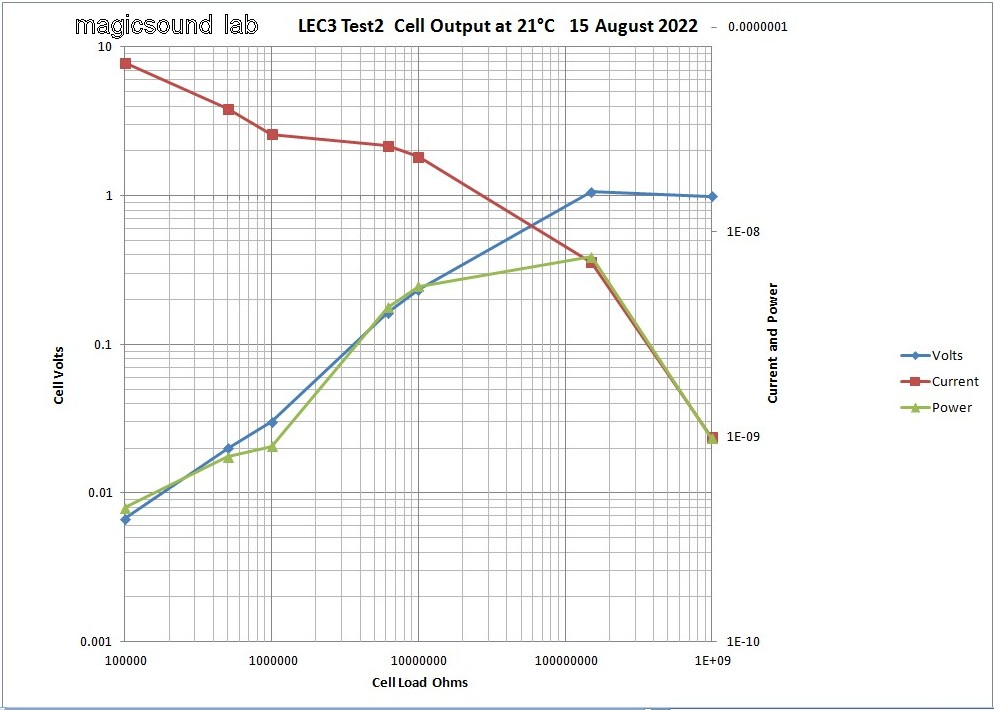 magicsound lab
LEC3 Test2 Cell Output at 21°C 15 August 2022
0.0000001
10
1
0.1
0.01
0.001
Cell Volts
1E-08
1E-09
1E-10
Current and Power
Volts
Current
Power
100000
1000000
10000000
100000000
1E+09
Cell Load Ohms